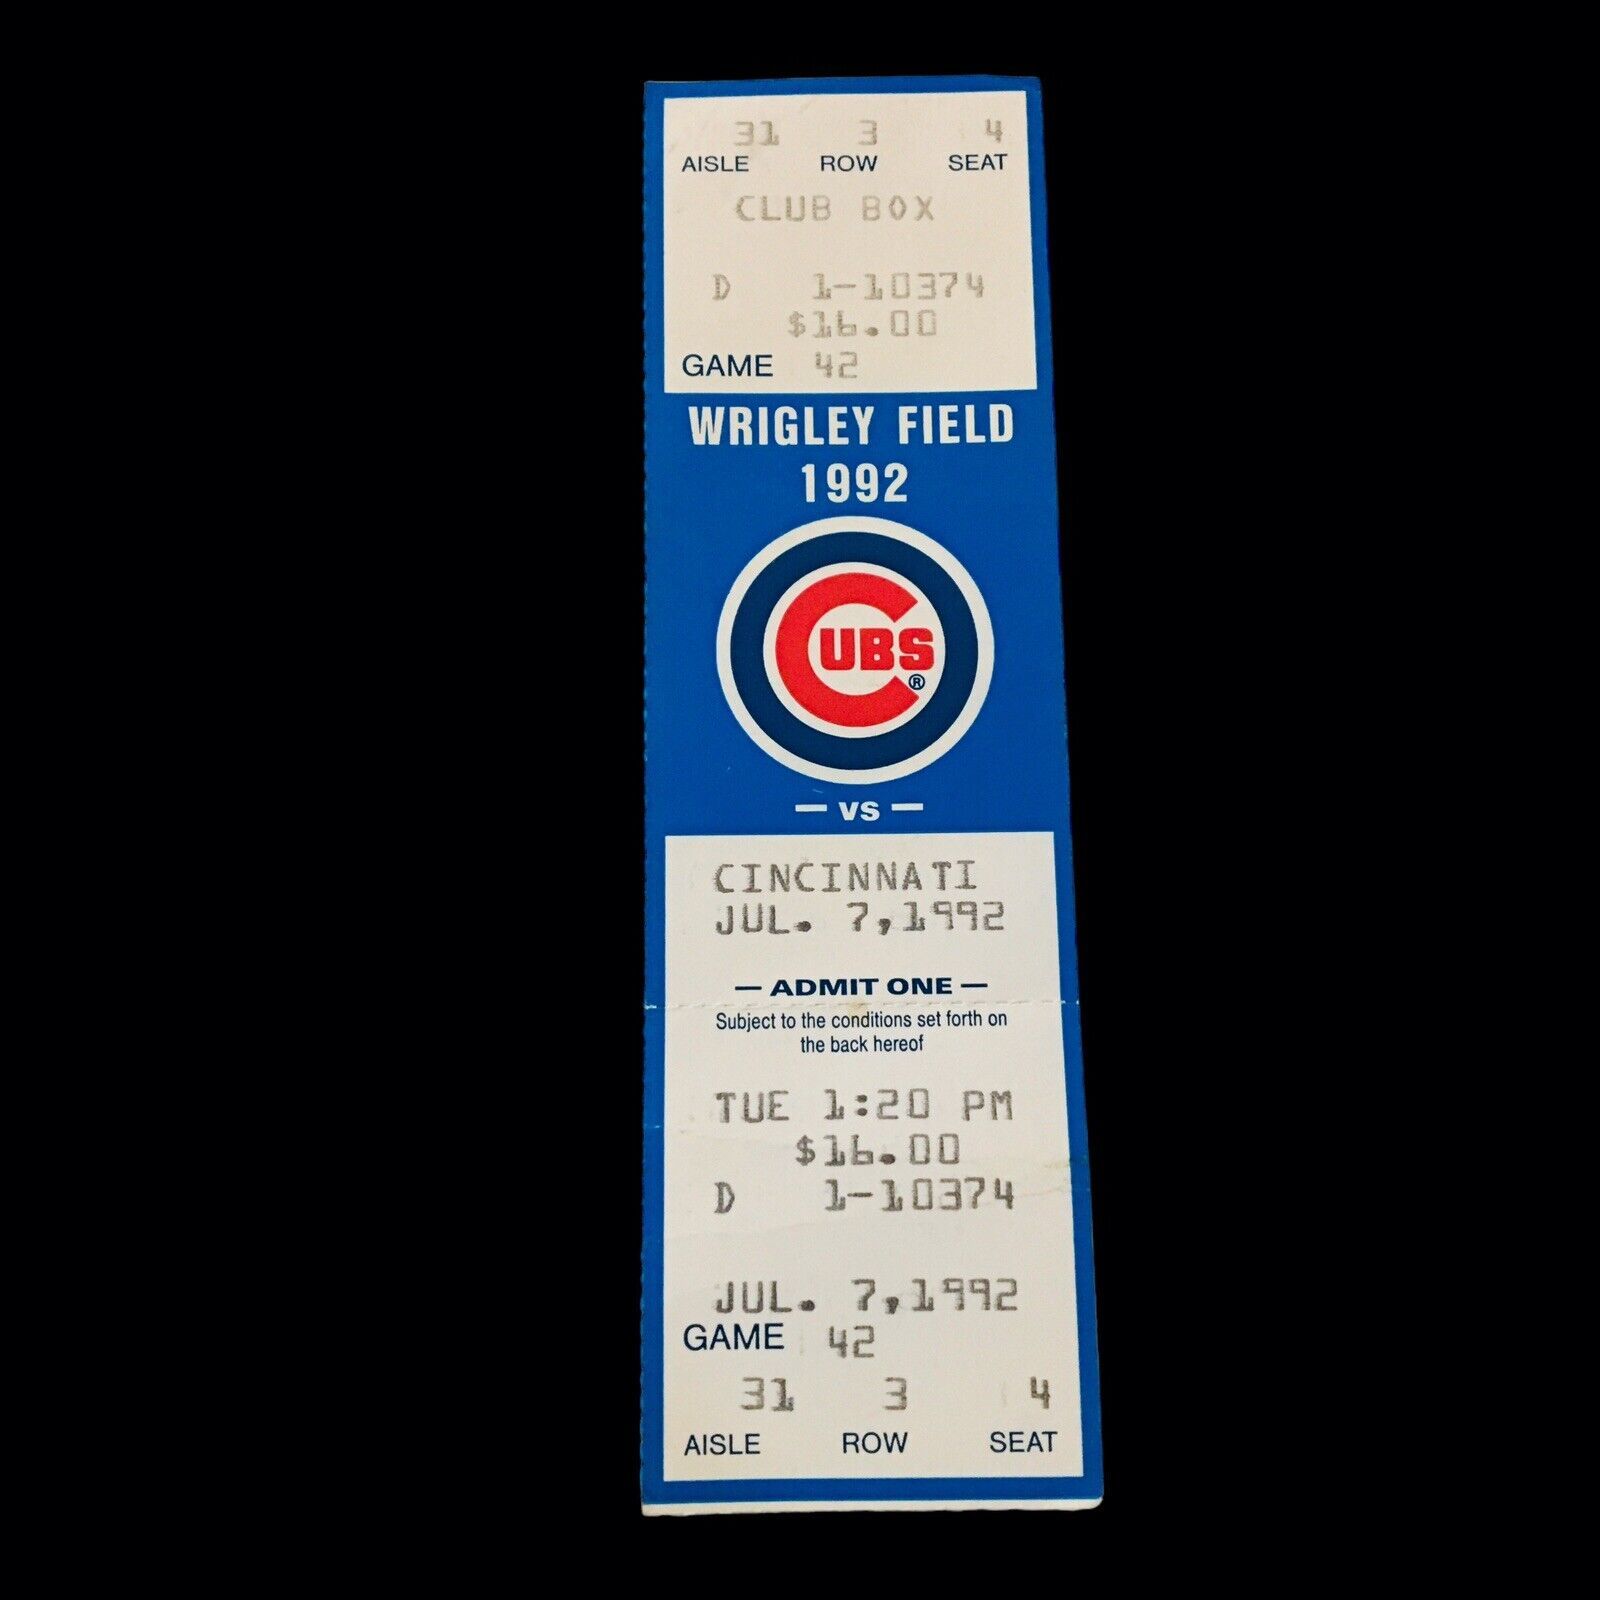 31 3 4
AISLE ROW SEAT
CLUB BOX
D 1-10374
$16.00
GAME 42
WRIGLEY FIELD
1992
CUBS ®
— VS —
CINCINNATI
JUL. 7,1992
— ADMIT ONE —
Subject to the conditions set forth on
the back hereof
TUE 1:20 PM
$16.00
D 1-10374
JUL. 7,1992
GAME 42
31 3 4
AISLE ROW SEAT